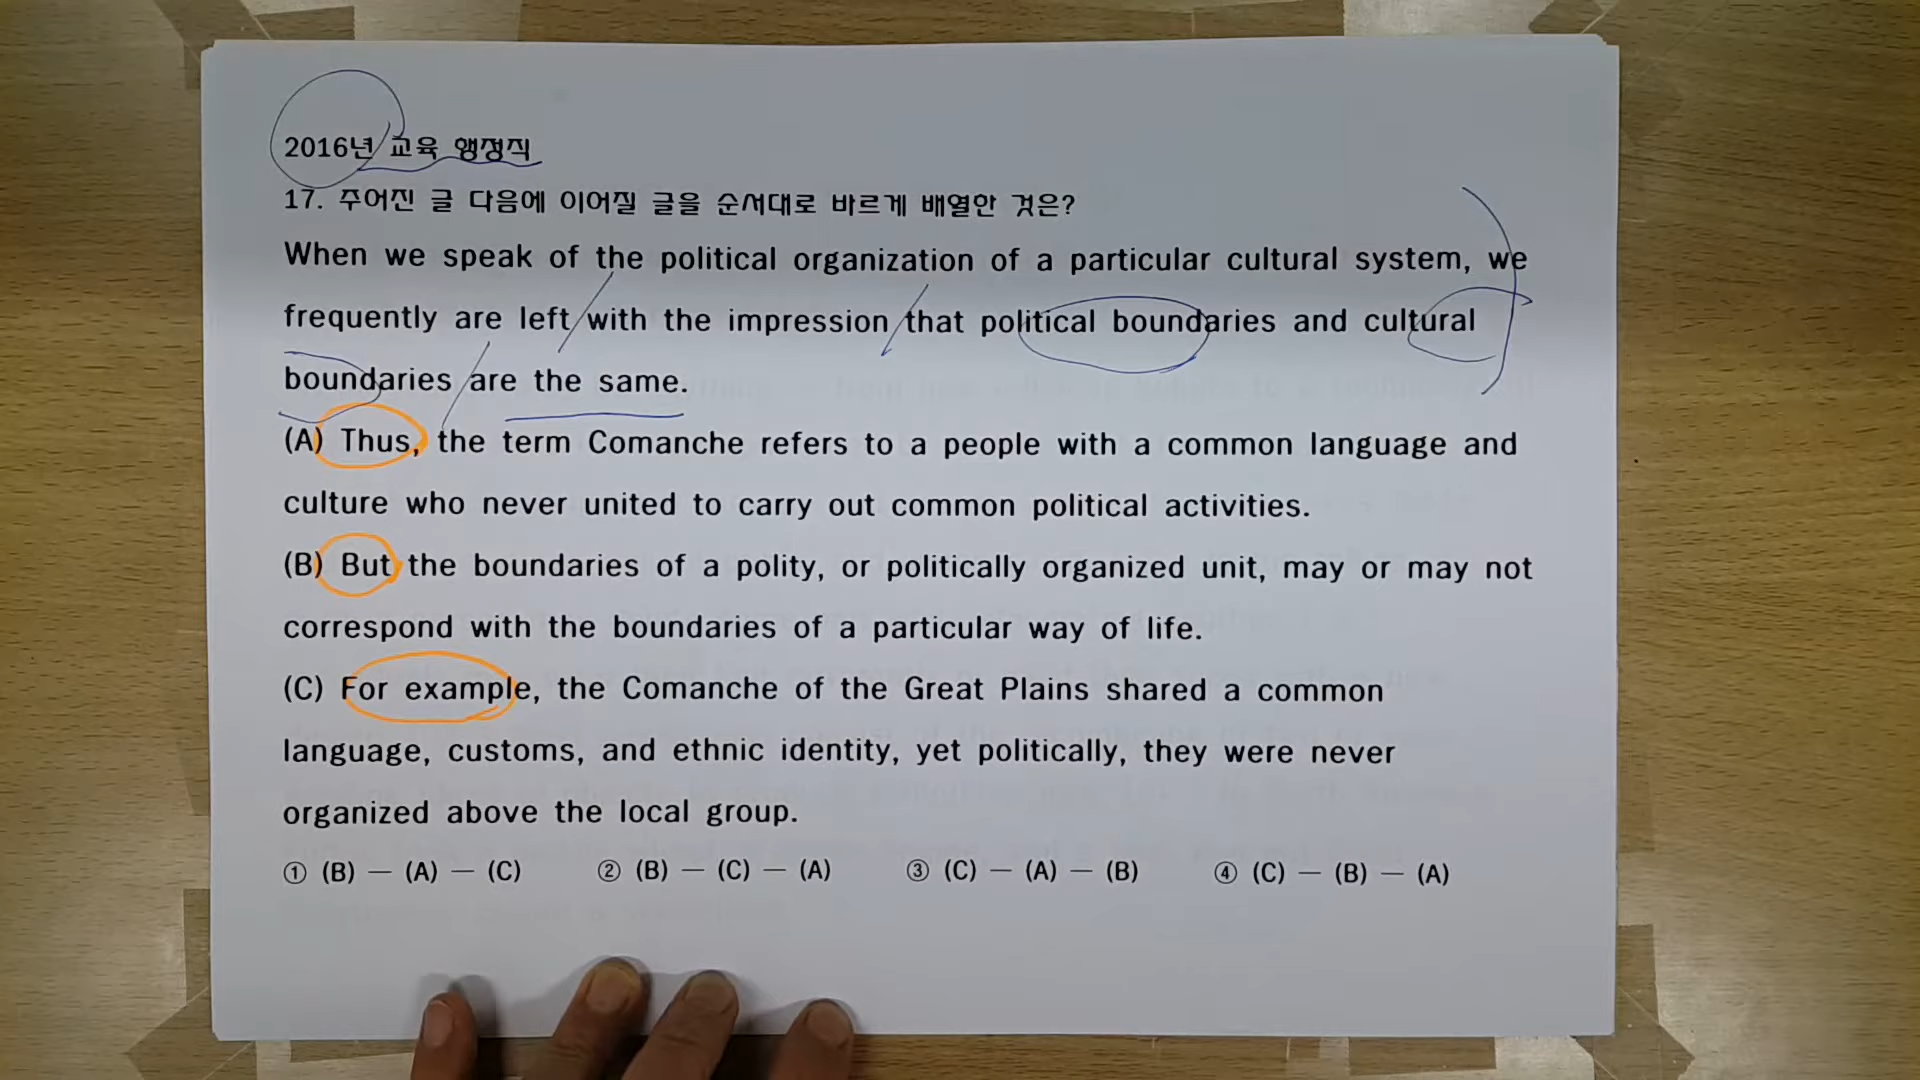 2016년 교육 행정직
17. 주어진 글 다음에 이어질 글을 순서대로 바르게 배열한 것은?
When we speak of the political organization of a particular cultural system, we
frequently are left with the impression that political boundaries and cultural
boundaries are the same.
(A) Thus, the term Comanche refers to a people with a common language and
culture who never united to carry out common political activities.
(B) But the boundaries of a polity, or politically organized unit, may or may not
correspond with the boundaries of a particular way of life.
(C) For example, the Comanche of the Great Plains shared a common
language, customs, and ethnic identity, yet politically, they were never
organized above the local group.
① (B) — (A) — (C) ② (B) — (C) — (A) ③ (C) — (A) — (B) ④ (C) — (B) — (A)